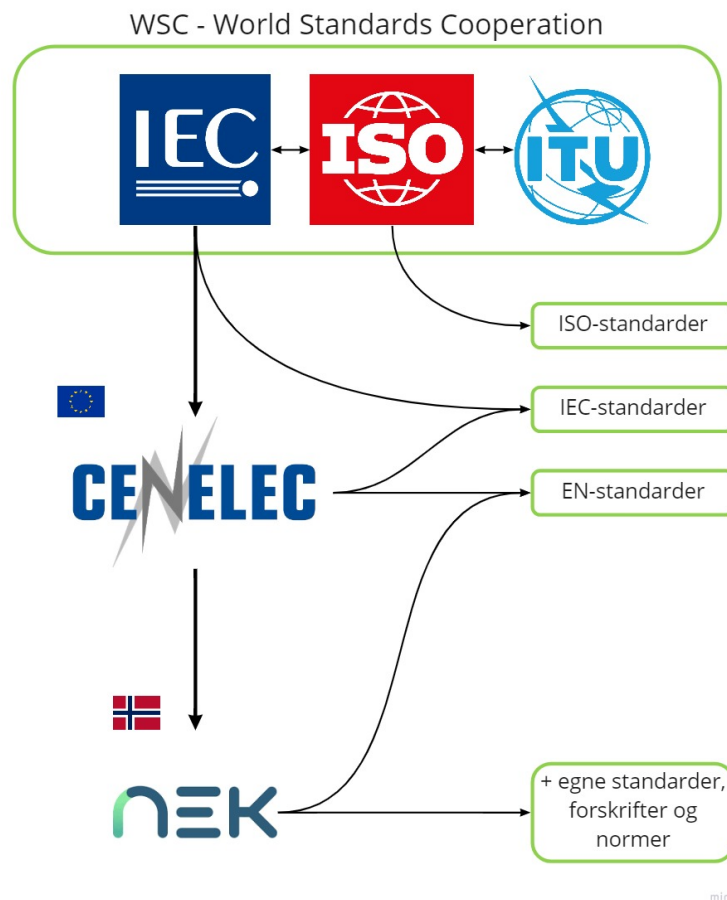 WSC - World Standards Cooperation
IEC
ISO
ITU
ISO-standarder
IEC-standarder
CENELEC
EN-standarder
nek
+ egne standarder,
forskrifter og
normer